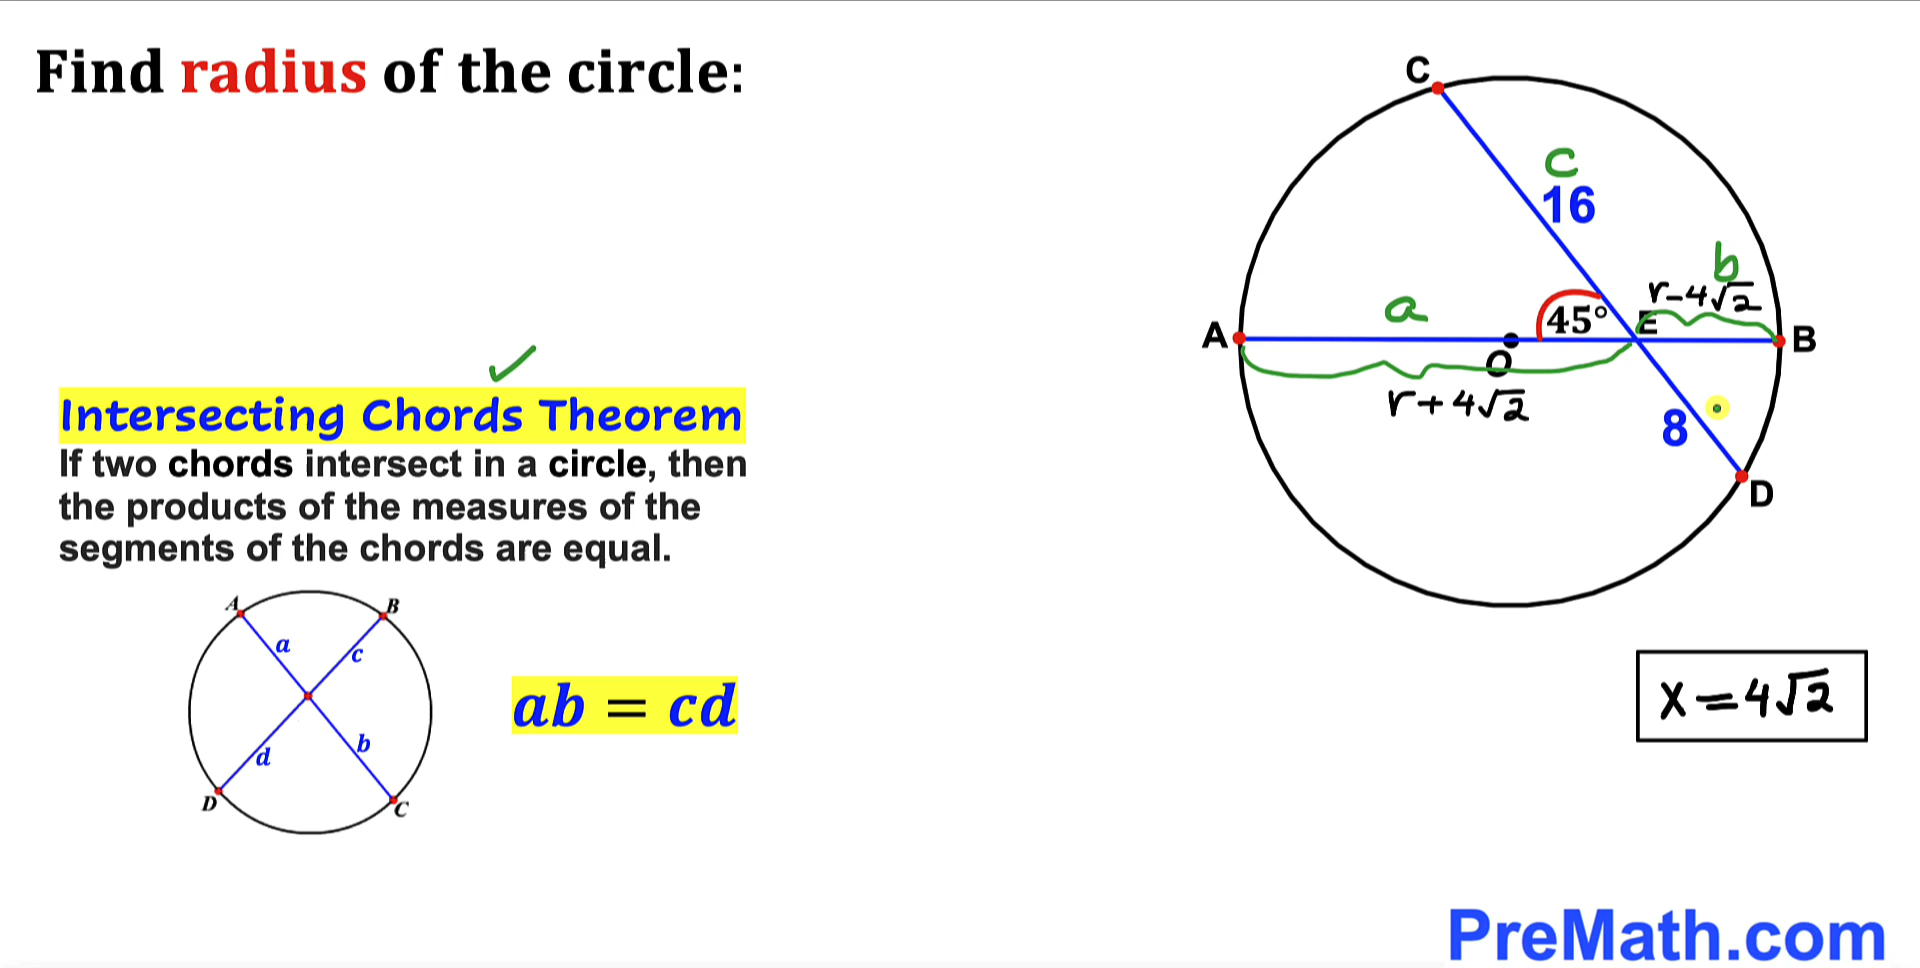 Find radius of the circle:
C
c
16
b
r-4√2
a
45°
E
A
B
O
r+4√2
8
D
Intersecting Chords Theorem
If two chords intersect in a circle, then
the products of the measures of the
segments of the chords are equal.
A
B
a
c
d
b
D
C
ab = cd
x=4√2
PreMath.com